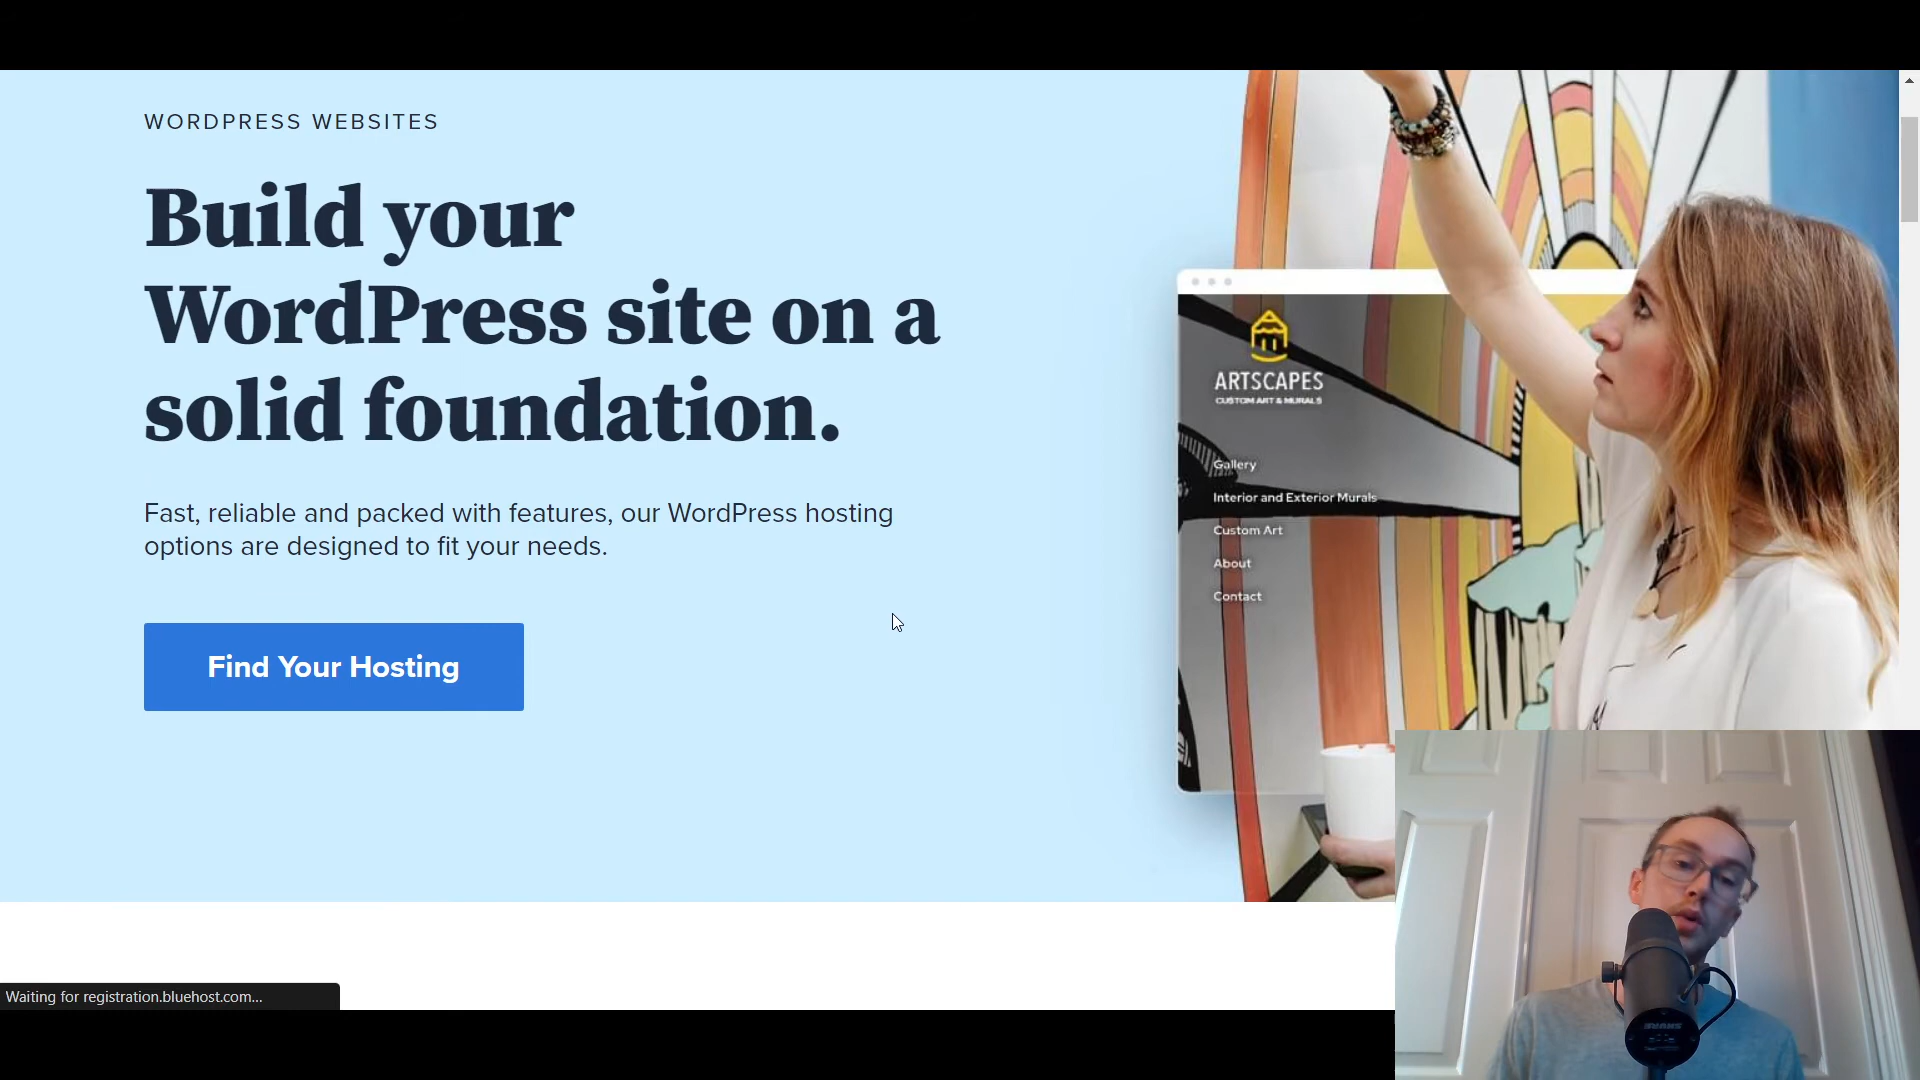 WORDPRESS WEBSITES
Build your
WordPress site on a
solid foundation.
Fast, reliable and packed with features, our WordPress hosting
options are designed to fit your needs.
Find Your Hosting
ARTSCAPES
CUSTOM ART & MURALS
Gallery
Interior and Exterior Murals
Custom Art
About
Contact
Waiting for registration.bluehost.com...